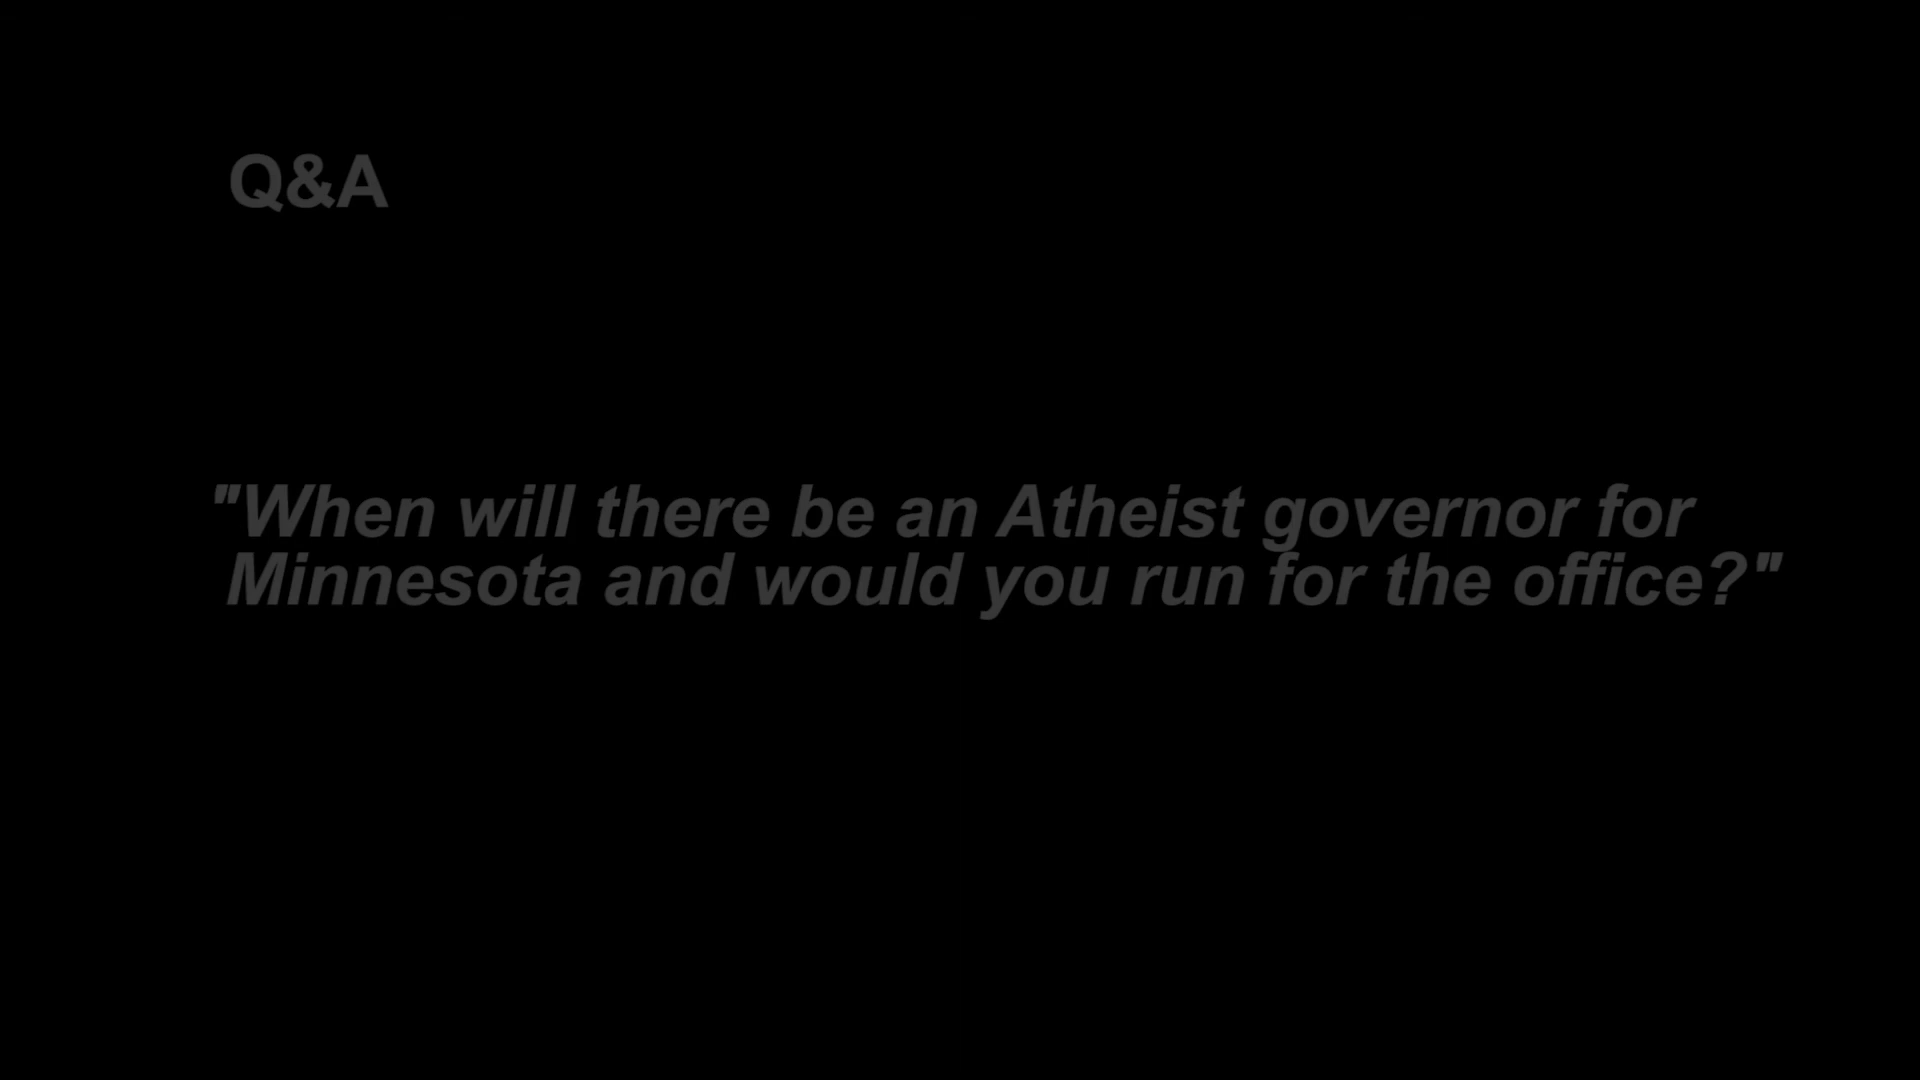 Q&A
"When will there be an Atheist governor for
Minnesota and would you run for the office?"